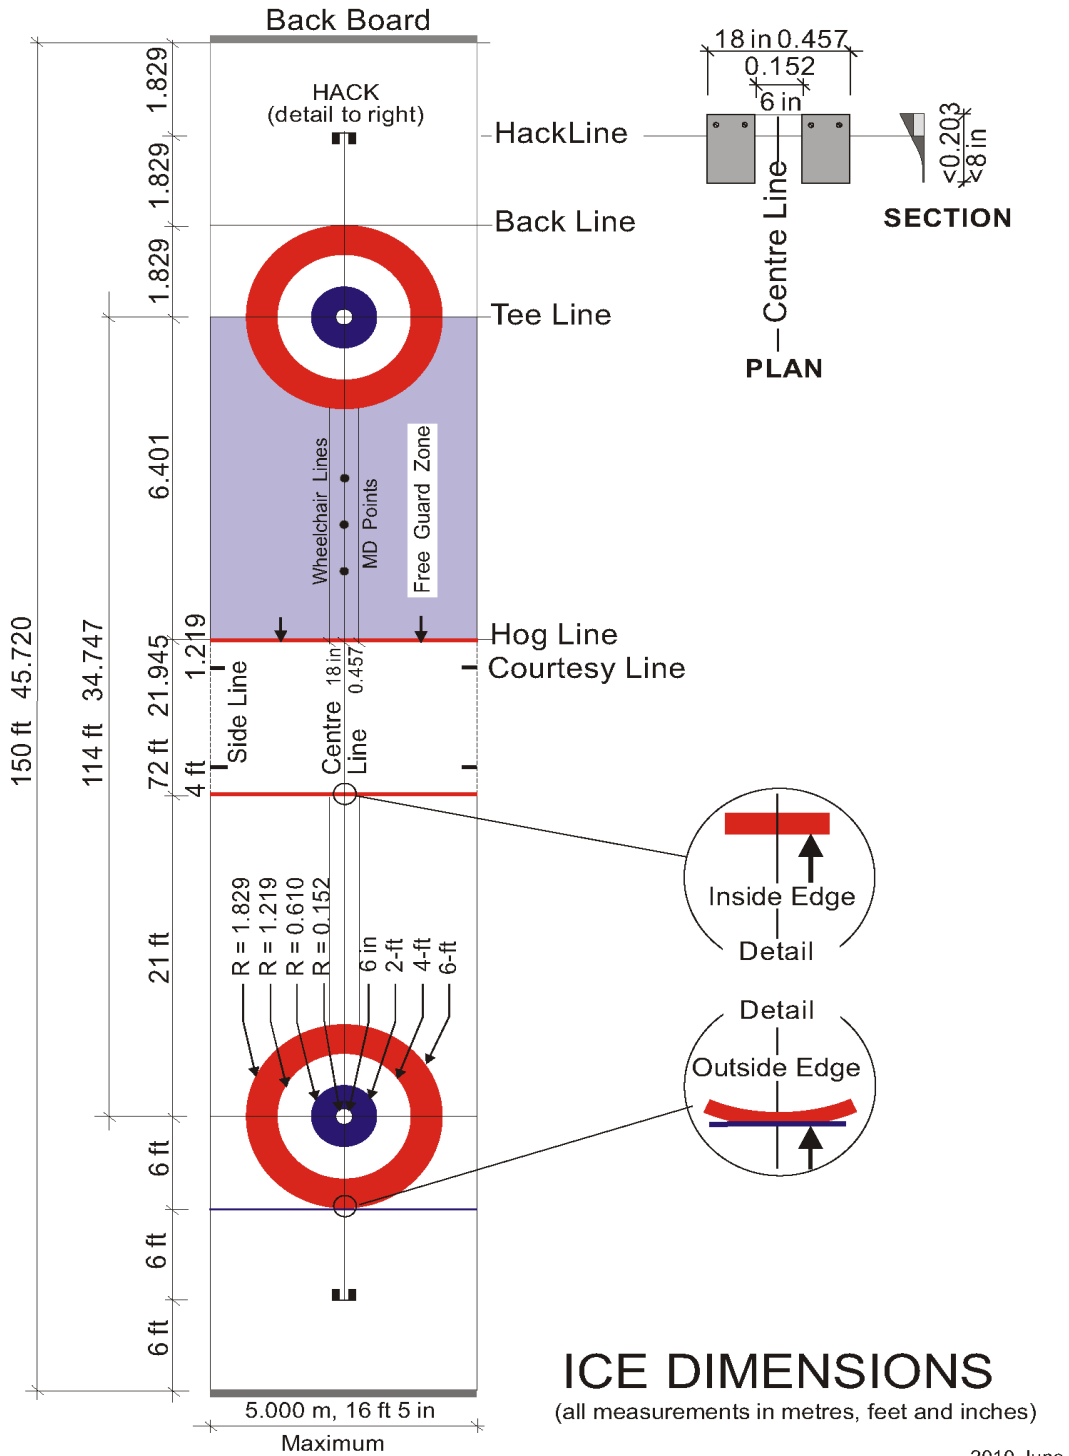 Back Board
HACK
(detail to right)
HackLine
Back Line
Tee Line
Hog Line
Courtesy Line
18 in 0.457
0.152
6 in
<0.203
<8 in
Centre Line
SECTION
PLAN
1.829
1.829
1.829
6.401
150 ft 45.720
114 ft 34.747
72 ft 21.945
4 ft
1.219
21 ft
6 ft
6 ft
6 ft
Wheelchair Lines
MD Points
Free Guard Zone
Side Line
Centre
Line
18 in
0.457
R = 1.829
R = 1.219
R = 0.610
R = 0.152
6 in
2-ft
4-ft
6-ft
Inside Edge
Detail
Detail
Outside Edge
5.000 m, 16 ft 5 in
Maximum
ICE DIMENSIONS
(all measurements in metres, feet and inches)